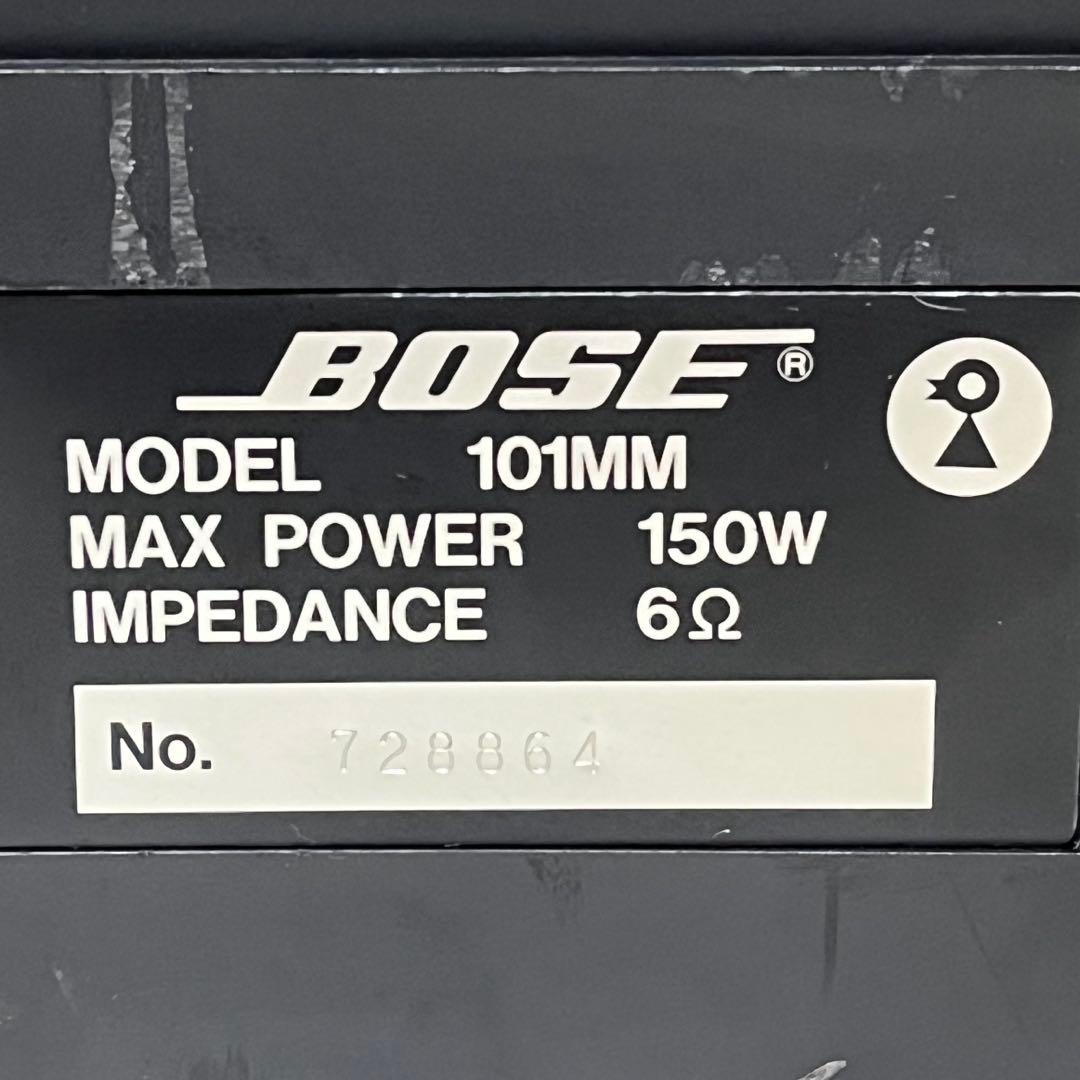 BOSE®
MODEL 101MM
MAX POWER 150W
IMPEDANCE 6Ω
No. 728864